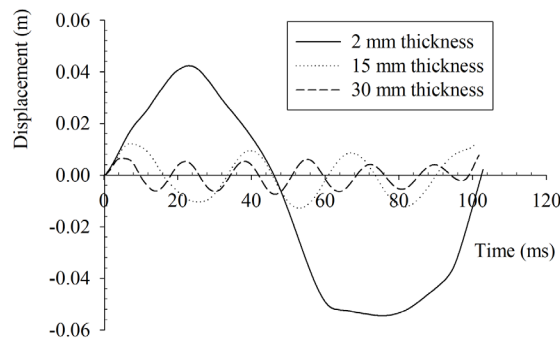 Displacement (m)
0.06
0.04
0.02
0.00
-0.02
-0.04
-0.06
0 20 40 60 80 100 120
Time (ms)
2 mm thickness
15 mm thickness
30 mm thickness